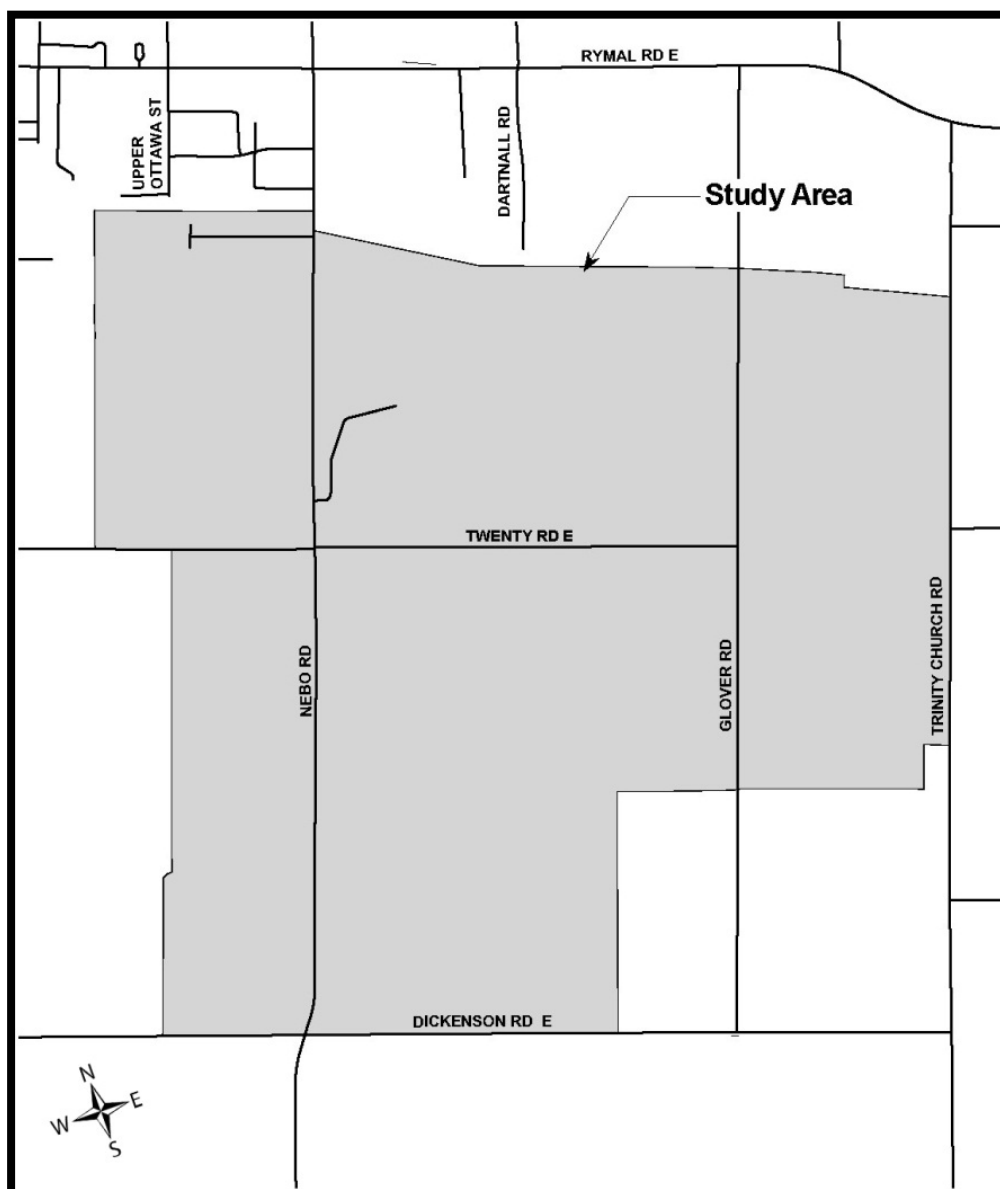 RYMAL RD E
UPPER
OTTAWA ST
DARTNALL RD
Study Area
TWENTY RD E
NEBO RD
GLOVER RD
TRINITY CHURCH RD
DICKENSON RD E
N
E
W
S